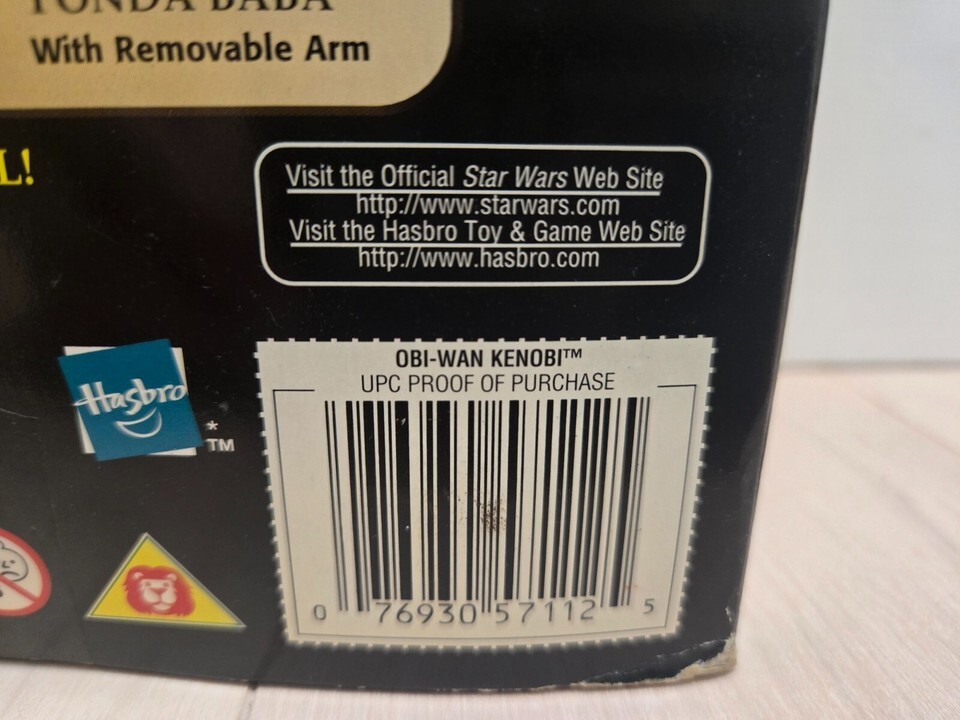 PONDA BABA
With Removable Arm
L!
Visit the Official Star Wars Web Site
http://www.starwars.com
Visit the Hasbro Toy & Game Web Site
http://www.hasbro.com
OBI-WAN KENOBI™
UPC PROOF OF PURCHASE
Hasbro
*
TM
0 76930 57112 5